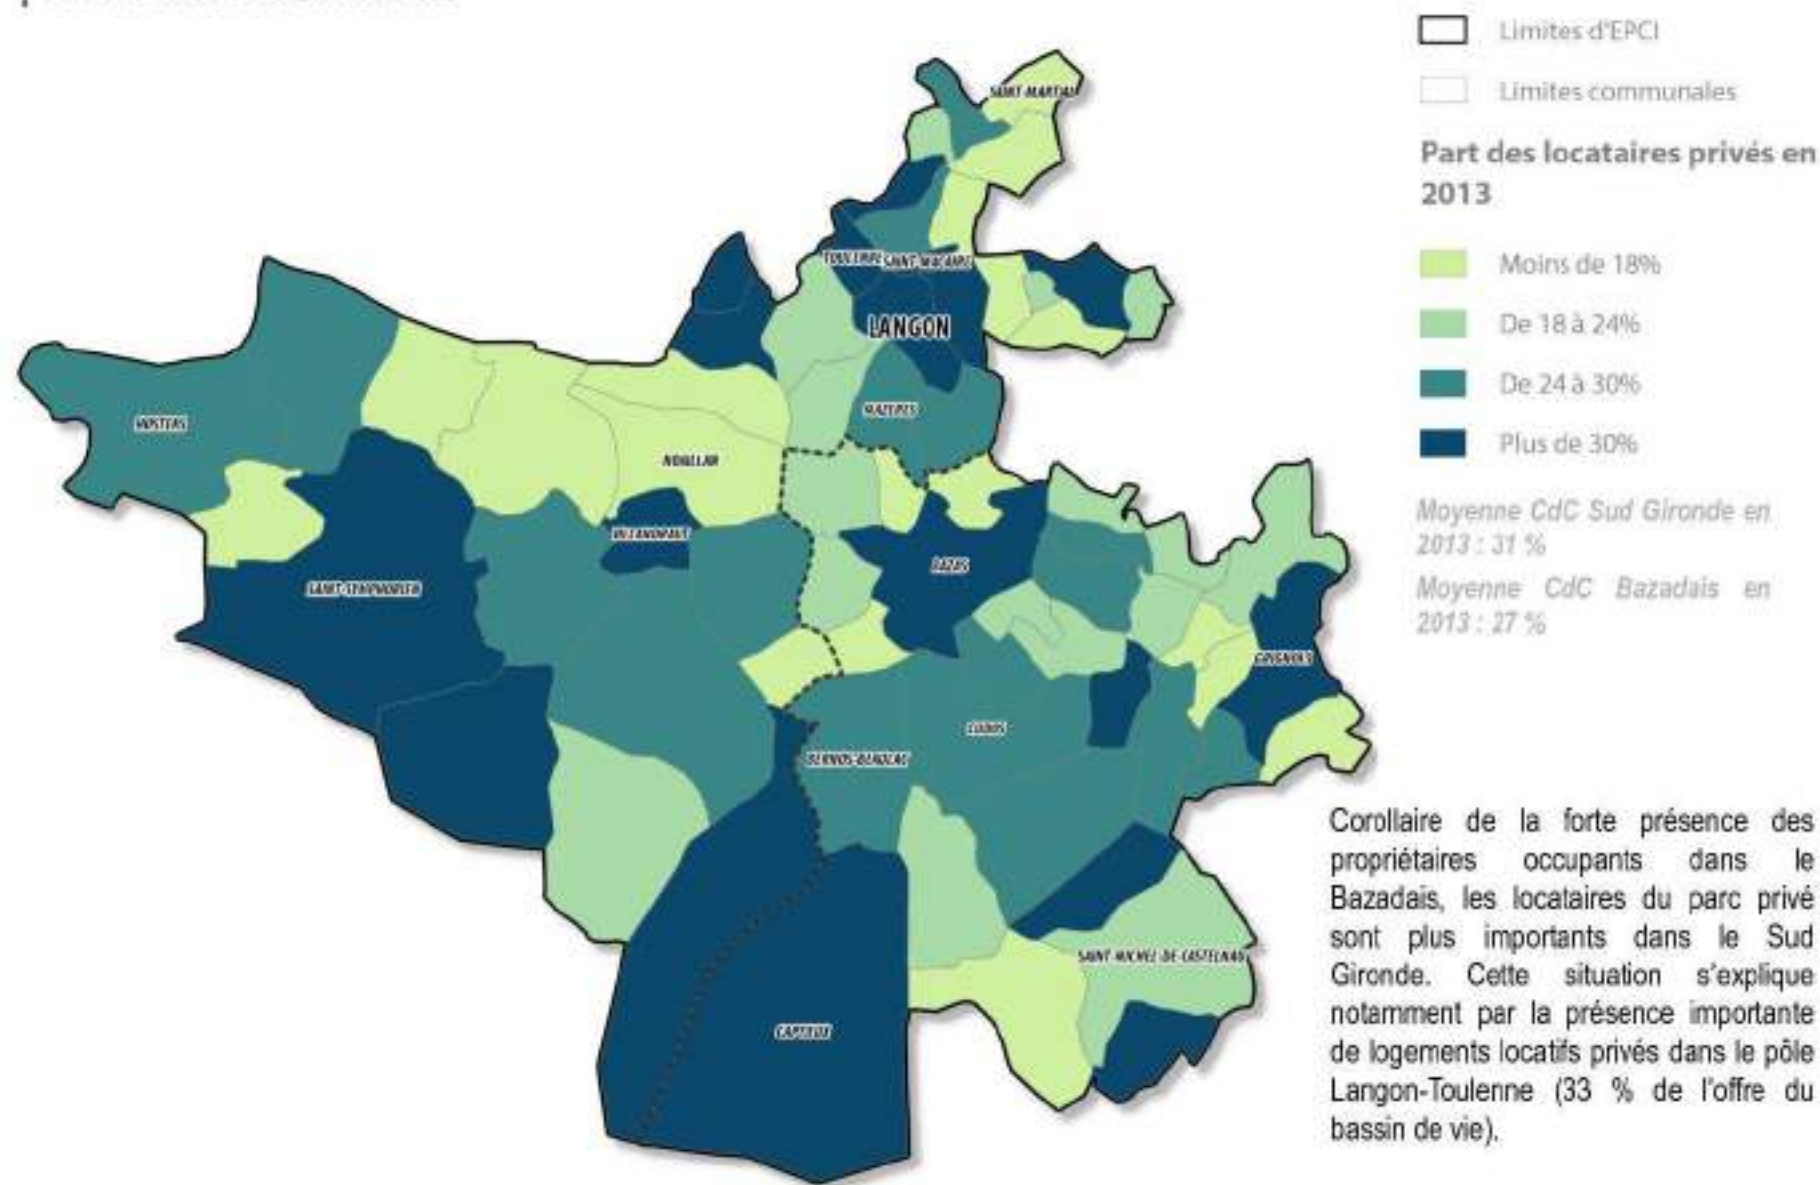 Limites d'EPCI
Limites communales
Part des locataires privés en
2013
Moins de 18%
De 18 à 24%
De 24 à 30%
Plus de 30%
Moyenne CdC Sud Gironde en
2013 : 31 %
Moyenne CdC Bazadais en
2013 : 27 %
SAINT-MARTIAL
TOULENNE
SAINT-MACAIRE
LANGON
HOSTENS
MAZERES
NOAILLAN
VILLANDRAUT
SAINT-SYMPHORIEN
BAZAS
GRIGNOLS
CUDOS
BERNOS-BEAULAC
SAINT-MICHEL-DE-CASTELNAU
CAPTIEUX
Corollaire de la forte présence des
propriétaires occupants dans le
Bazadais, les locataires du parc privé
sont plus importants dans le Sud
Gironde. Cette situation s'explique
notamment par la présence importante
de logements locatifs privés dans le pôle
Langon-Toulenne (33 % de l'offre du
bassin de vie).